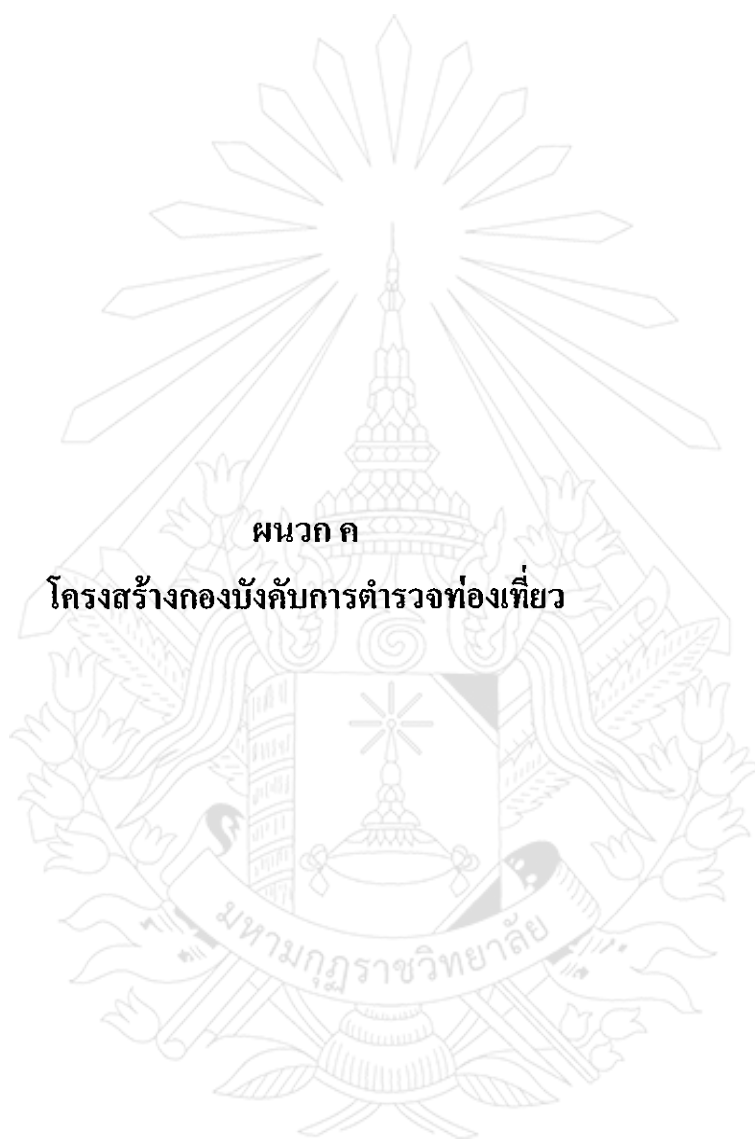 ผนวก ค
โครงสร้างกองบังคับการตำรวจท่องเที่ยว
มหามกุฏราชวิทยาลัย